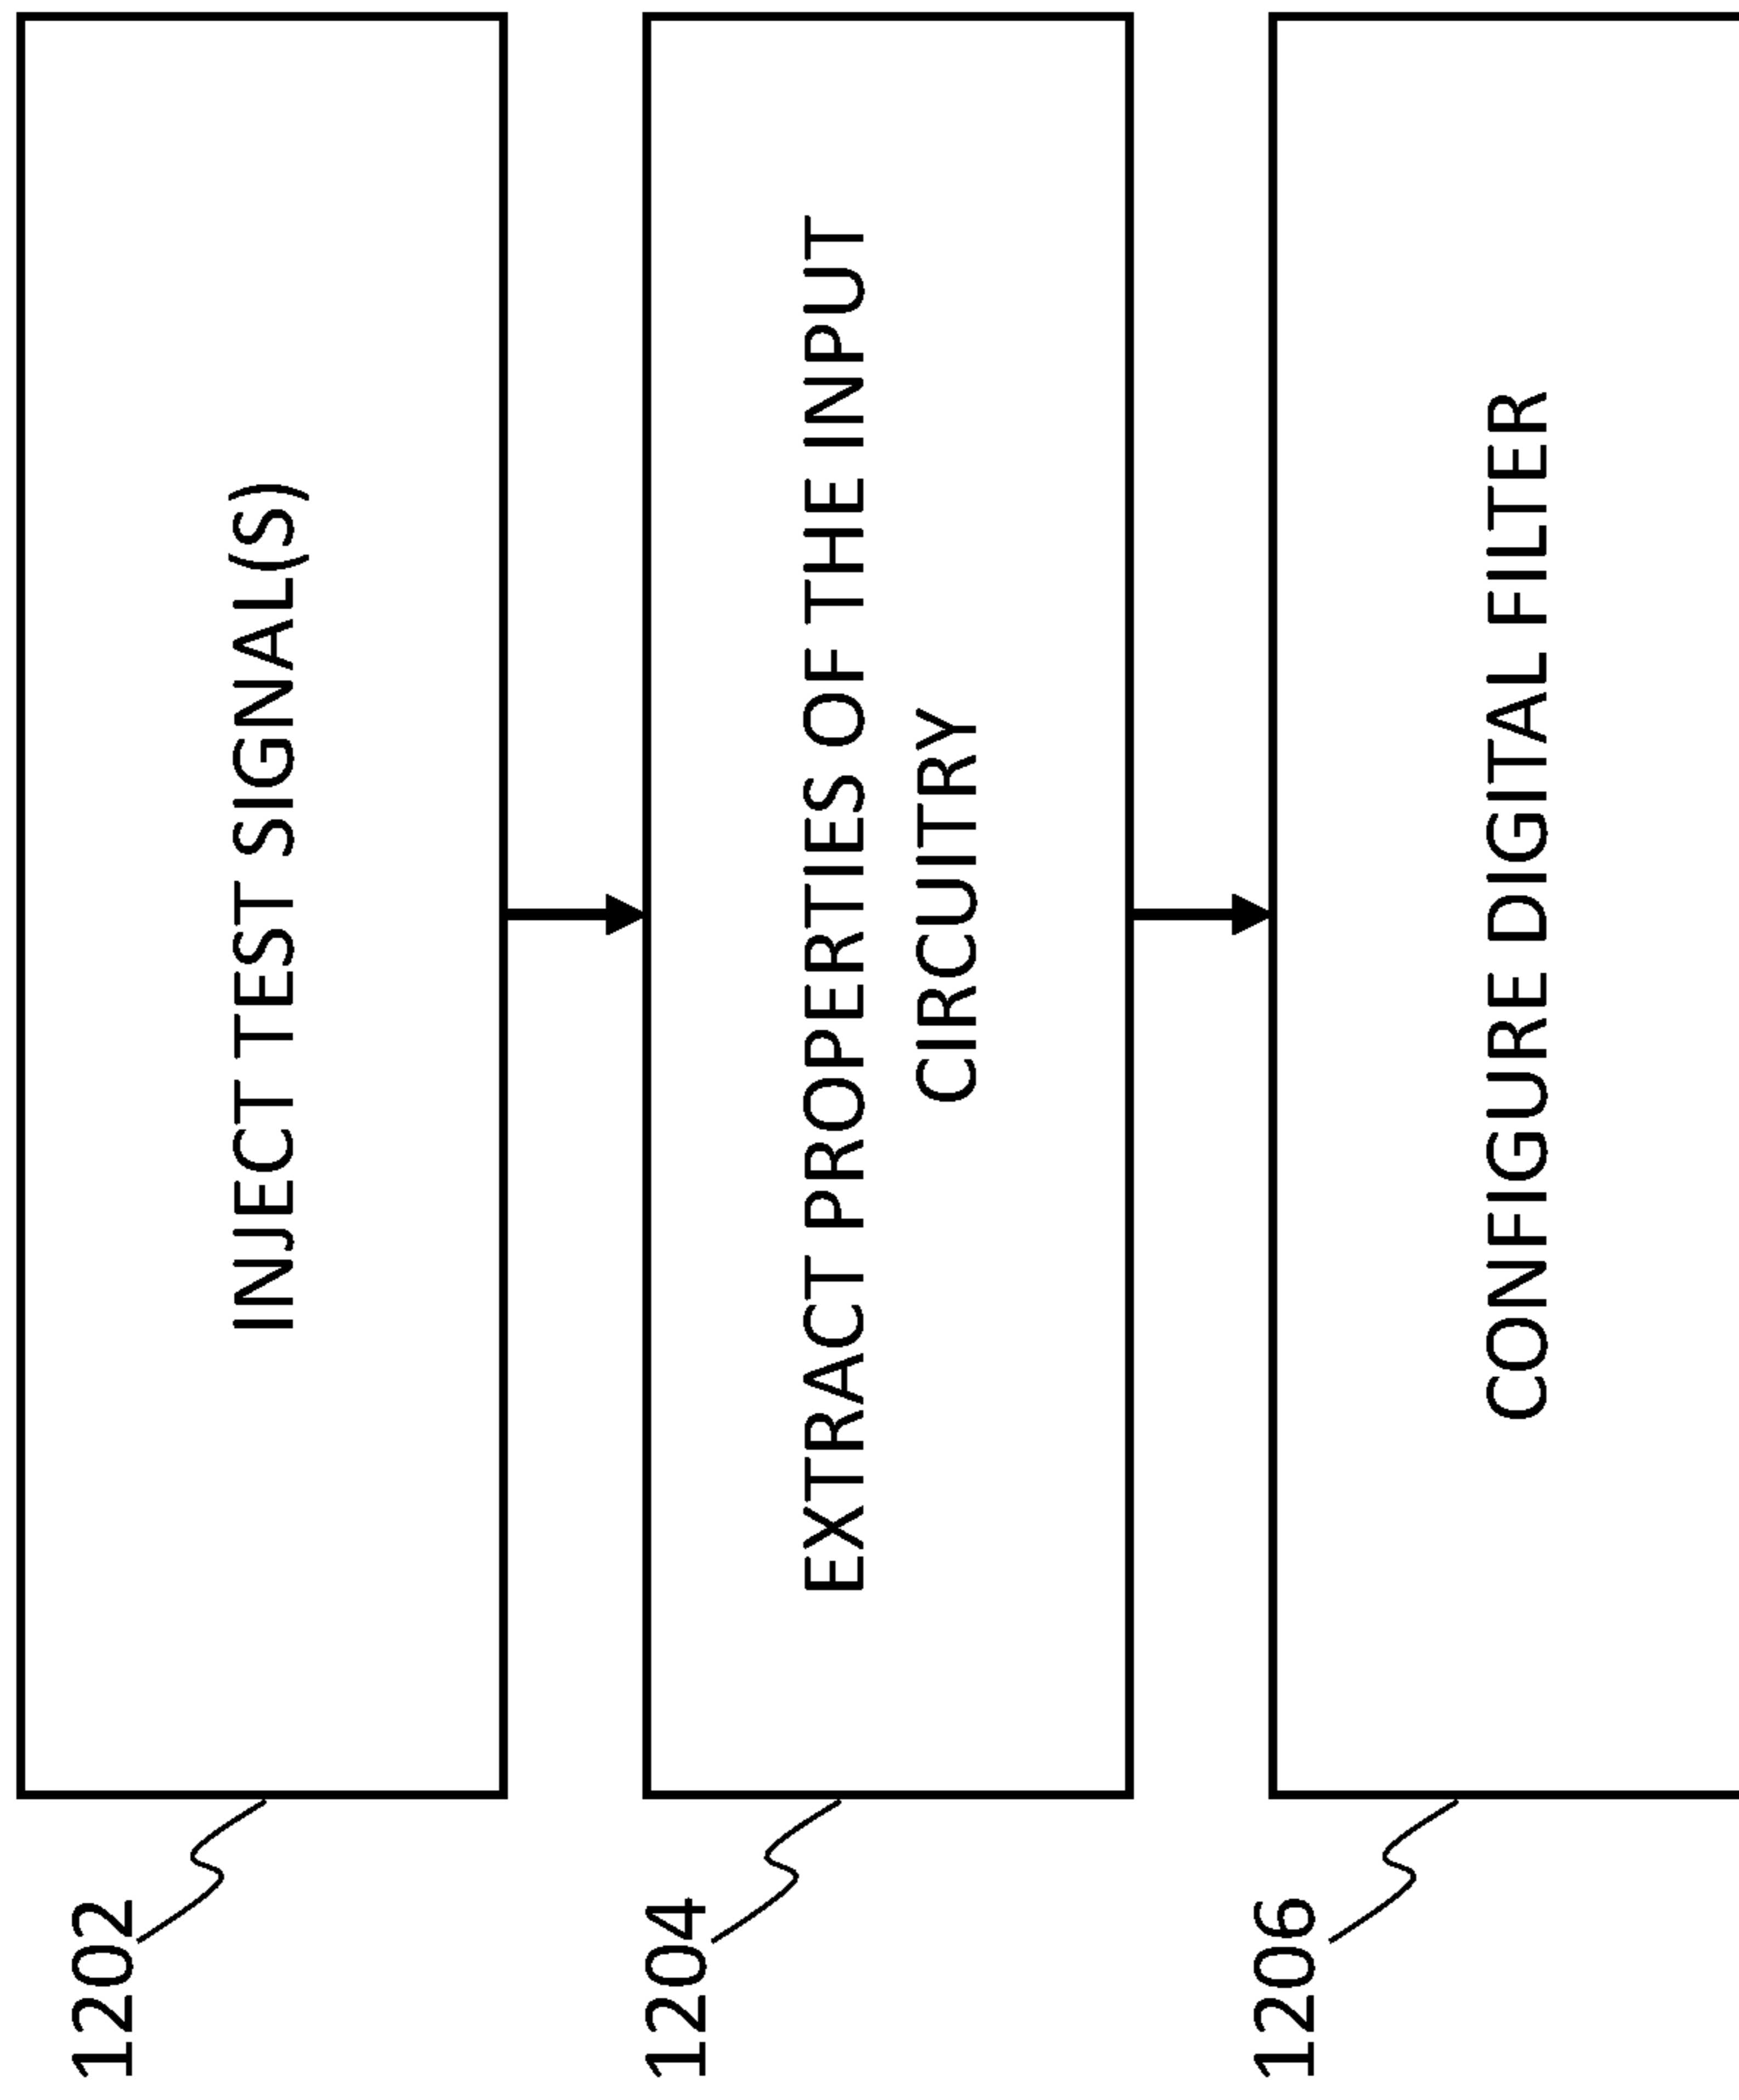 1202
INJECT TEST SIGNAL(S)
1204
EXTRACT PROPERTIES OF THE INPUT
CIRCUITRY
1206
CONFIGURE DIGITAL FILTER